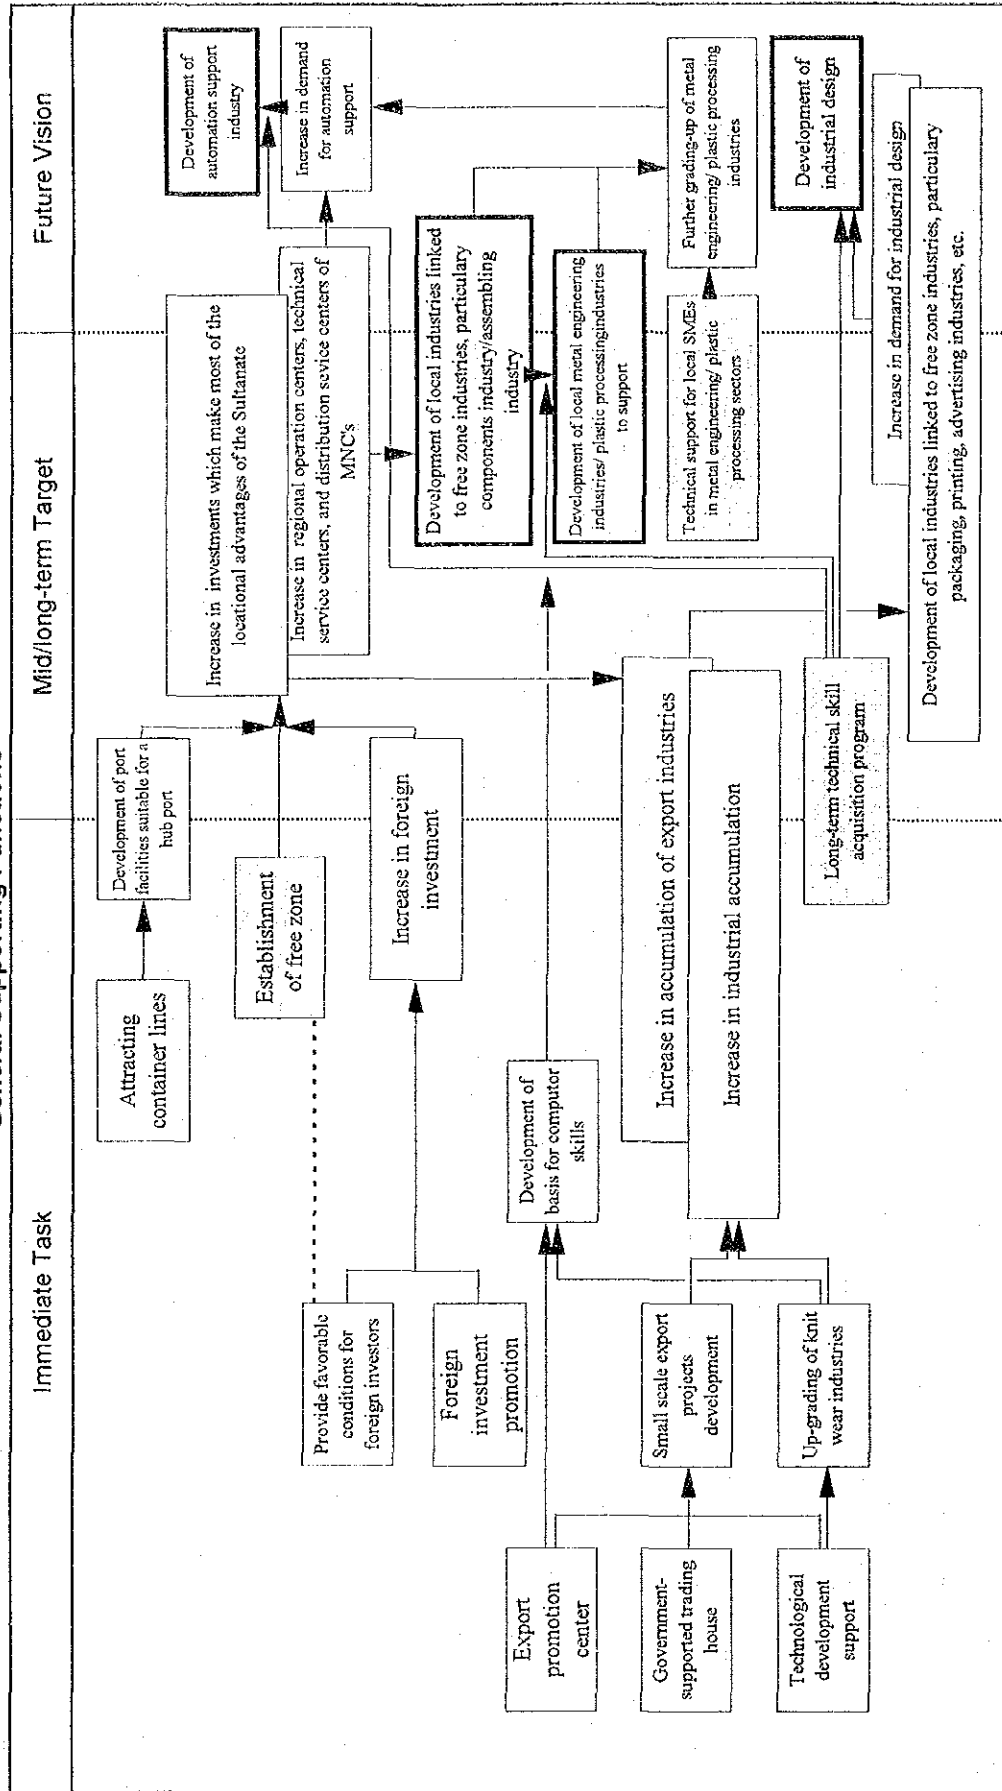 General Supporting Functions
Immediate Task
Mid/long-term Target
Future Vision
Attracting
container lines
Development of port
facilities suitable for a
hub port
Establishment
of free zone
Provide favorable
conditions for
foreign investors
Foreign
investment
promotion
Increase in foreign
investment
Increase in investments which make most of the
locational advantages of the Sultanate
Increase in regional operation centers, technical
service centers, and distribution sevice centers of
MNC's
Development of
automation support
industry
Increase in demand
for automation
support
Export
promotion
center
Government-
supported trading
house
Technological
development
support
Small scale export
projects
development
Up-grading of knit
wear industries
Development of
basis for computor
skills
Increase in accumulation of export industries
Increase in industrial accumulation
Long-term technical skill
acquisition program
Development of local industries linked
to free zone industries, particulary
components industry/assembling
industry
Development of local metal engineering
industries/ plastic processingindustries
to support
Technical support for local SMEs
in metal engineering/ plastic
processing sectors
Further grading-up of metal
engineering/ plastic processing
industries
Development of
industrial design
Increase in demand for industrial design
Development of local industries linked to free zone industries, particulary
packaging, printing, advertising industries, etc.